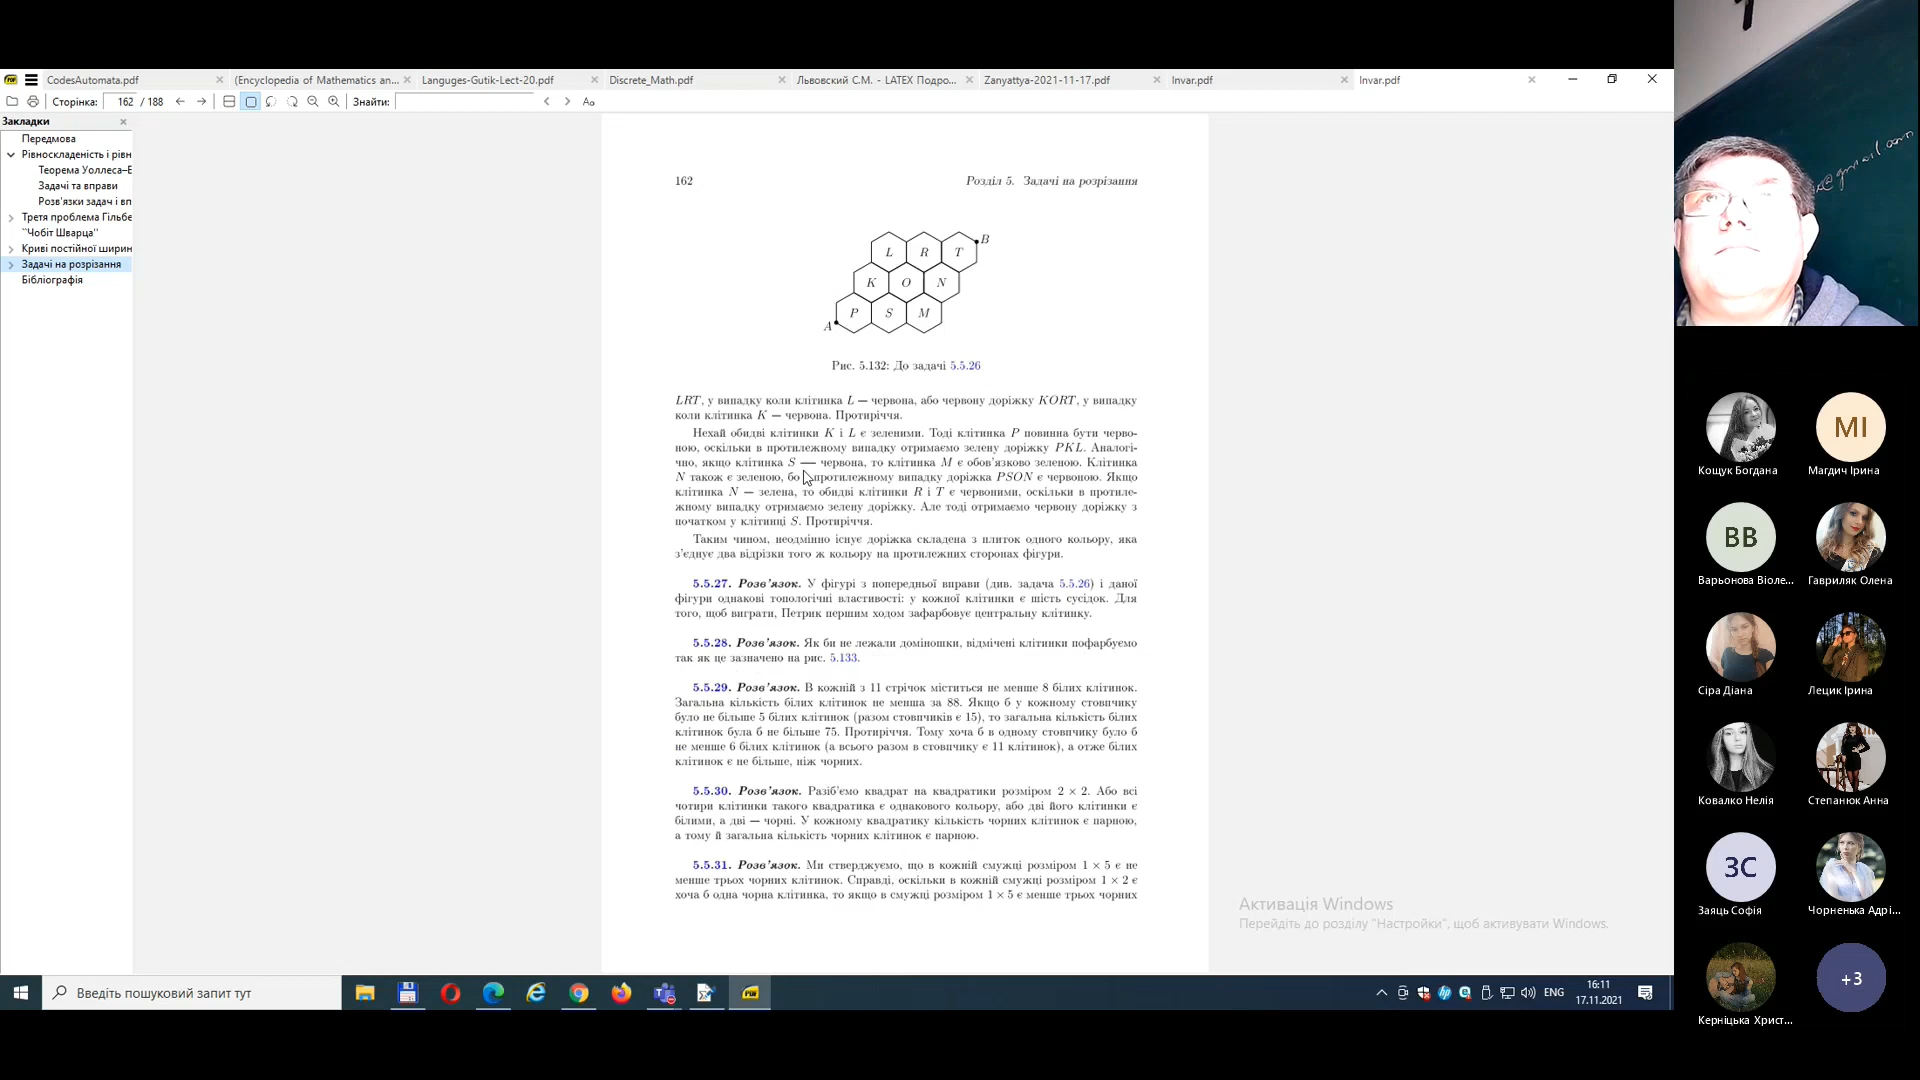 CodesAutomata.pdf
(Encyclopedia of Mathematics an...
Languges-Gutik-Lect-20.pdf
Discrete_Math.pdf
Львовский С.М. - LATEX Подро...
Zanyattya-2021-11-17.pdf
Invar.pdf
Invar.pdf
Сторінка: 162 / 188
Знайти:
Закладки
Передмова
Рівноскладеність і рівн
Теорема Уоллеса–Б
Задачі та вправи
Розв'язки задач і вп
Третя проблема Гільбе
``Чобіт Шварца''
Криві постійної ширин
Задачі на розрізання
Бібліографія
162 Розділ 5. Задачі на розрізання
L R T B
K O N
A P S M
Рис. 5.132: До задачі 5.5.26
LRT, у випадку коли клітинка L — червона, або червону доріжку KORT, у випадку
коли клітинка K — червона. Протиріччя.
Нехай обидві клітинки K і L є зеленими. Тоді клітинка P повинна бути черво-
ною, оскільки в протилежному випадку отримаємо зелену доріжку PKL. Аналогі-
чно, якщо клітинка S — червона, то клітинка M є обов'язково зеленою. Клітинка
N також є зеленою, бо протилежному випадку доріжка PSON є червоною. Якщо
клітинка N — зелена, то обидві клітинки R і T є червоними, оскільки в протиле-
жному випадку отримаємо зелену доріжку. Але тоді отримаємо червону доріжку з
початком у клітинці S. Протиріччя.
Таким чином, неодмінно існує доріжка складена з плиток одного кольору, яка
з'єднує два відрізки того ж кольору на протилежних сторонах фігури.
5.5.27. Розв'язок. У фігурі з попередньої вправи (див. задача 5.5.26) і даної
фігури однакові топологічні властивості: у кожної клітинки є шість сусідок. Для
того, щоб виграти, Петрик першим ходом зафарбовує центральну клітинку.
5.5.28. Розв'язок. Як би не лежали доміношки, відмічені клітинки пофарбуємо
так як це зазначено на рис. 5.133.
5.5.29. Розв'язок. В кожній з 11 стрічок міститься не менше 8 білих клітинок.
Загальна кількість білих клітинок не менша за 88. Якщо б у кожному стовпчику
було не більше 5 білих клітинок (разом стовпчиків є 15), то загальна кількість білих
клітинок була б не більше 75. Протиріччя. Тому хоча б в одному стовпчику було б
не менше 6 білих клітинок (а всього разом в стовпчику є 11 клітинок), а отже білих
клітинок є не більше, ніж чорних.
5.5.30. Розв'язок. Разіб'ємо квадрат на квадратики розміром 2 × 2. Або всі
чотири клітинки такого квадратика є однакового кольору, або дві його клітинки є
білими, а дві — чорні. У кожному квадратику кількість чорних клітинок є парною,
а тому й загальна кількість чорних клітинок є парною.
5.5.31. Розв'язок. Ми стверджуємо, що в кожній смужці розміром 1 × 5 є не
менше трьох чорних клітинок. Справді, оскільки в кожній смужці розміром 1 × 2 є
хоча б одна чорна клітинка, то якщо в смужці розміром 1 × 5 є менше трьох чорних
Активація Windows
Перейдіть до розділу "Настройки", щоб активувати Windows.
Введіть пошуковий запит тут
ENG
16:11
17.11.2021
@gmail.com
Кощук Богдана
МІ
Магдич Ірина
ВВ
Варьонова Віоле...
Гавриляк Олена
Сіра Діана
Лецик Ірина
Ковалко Нелія
Степанюк Анна
ЗС
Заяць Софія
Чорненька Адрі...
Керніцька Христ...
+3